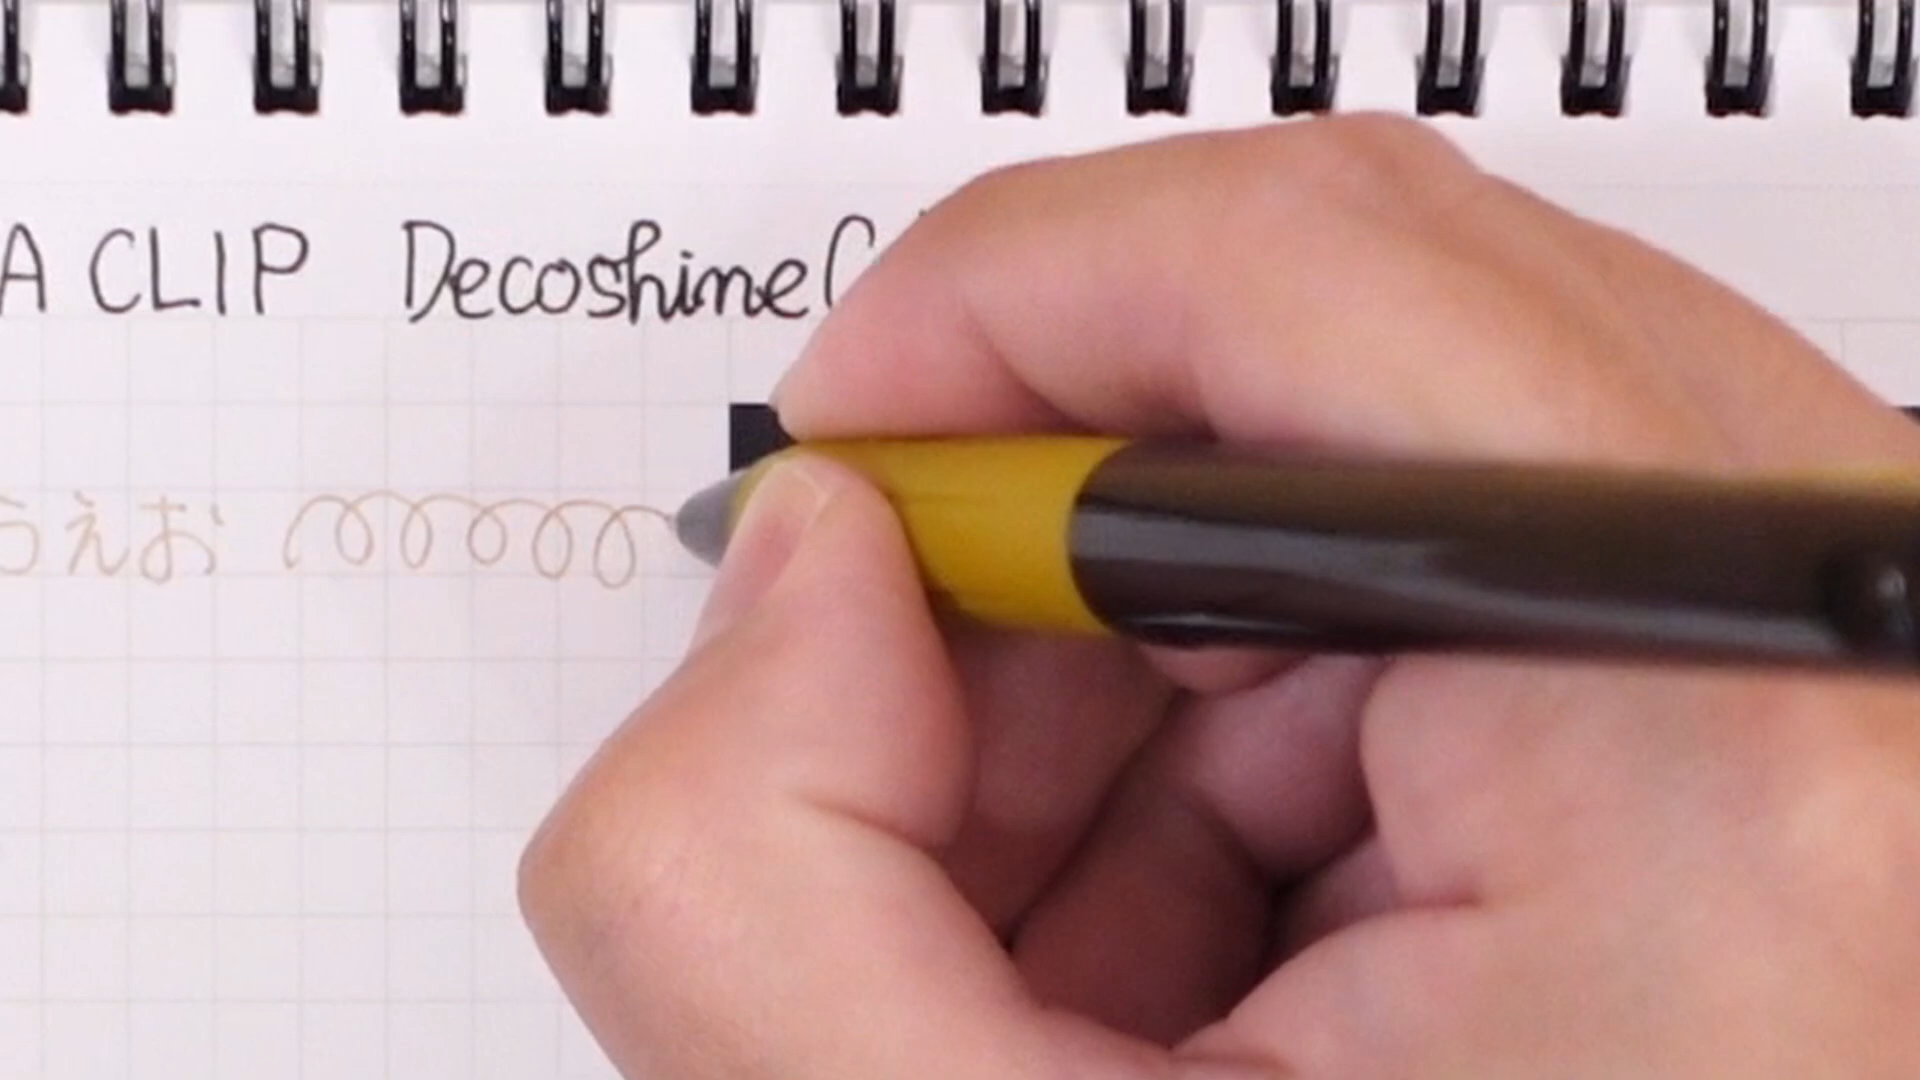 A CLIP Decoshine
うえお